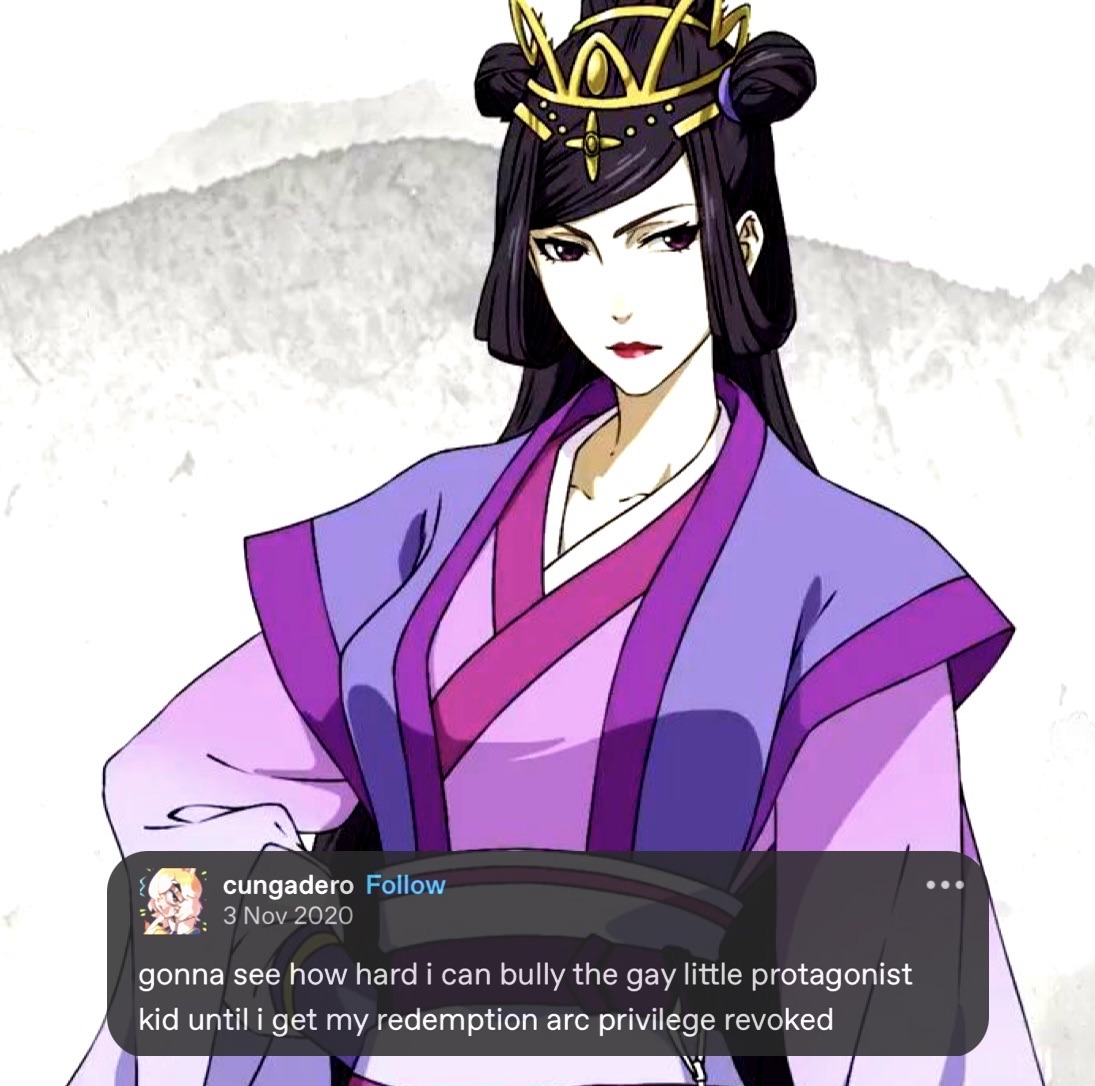 cungadero Follow
3 Nov 2020
gonna see how hard i can bully the gay little protagonist
kid until i get my redemption arc privilege revoked